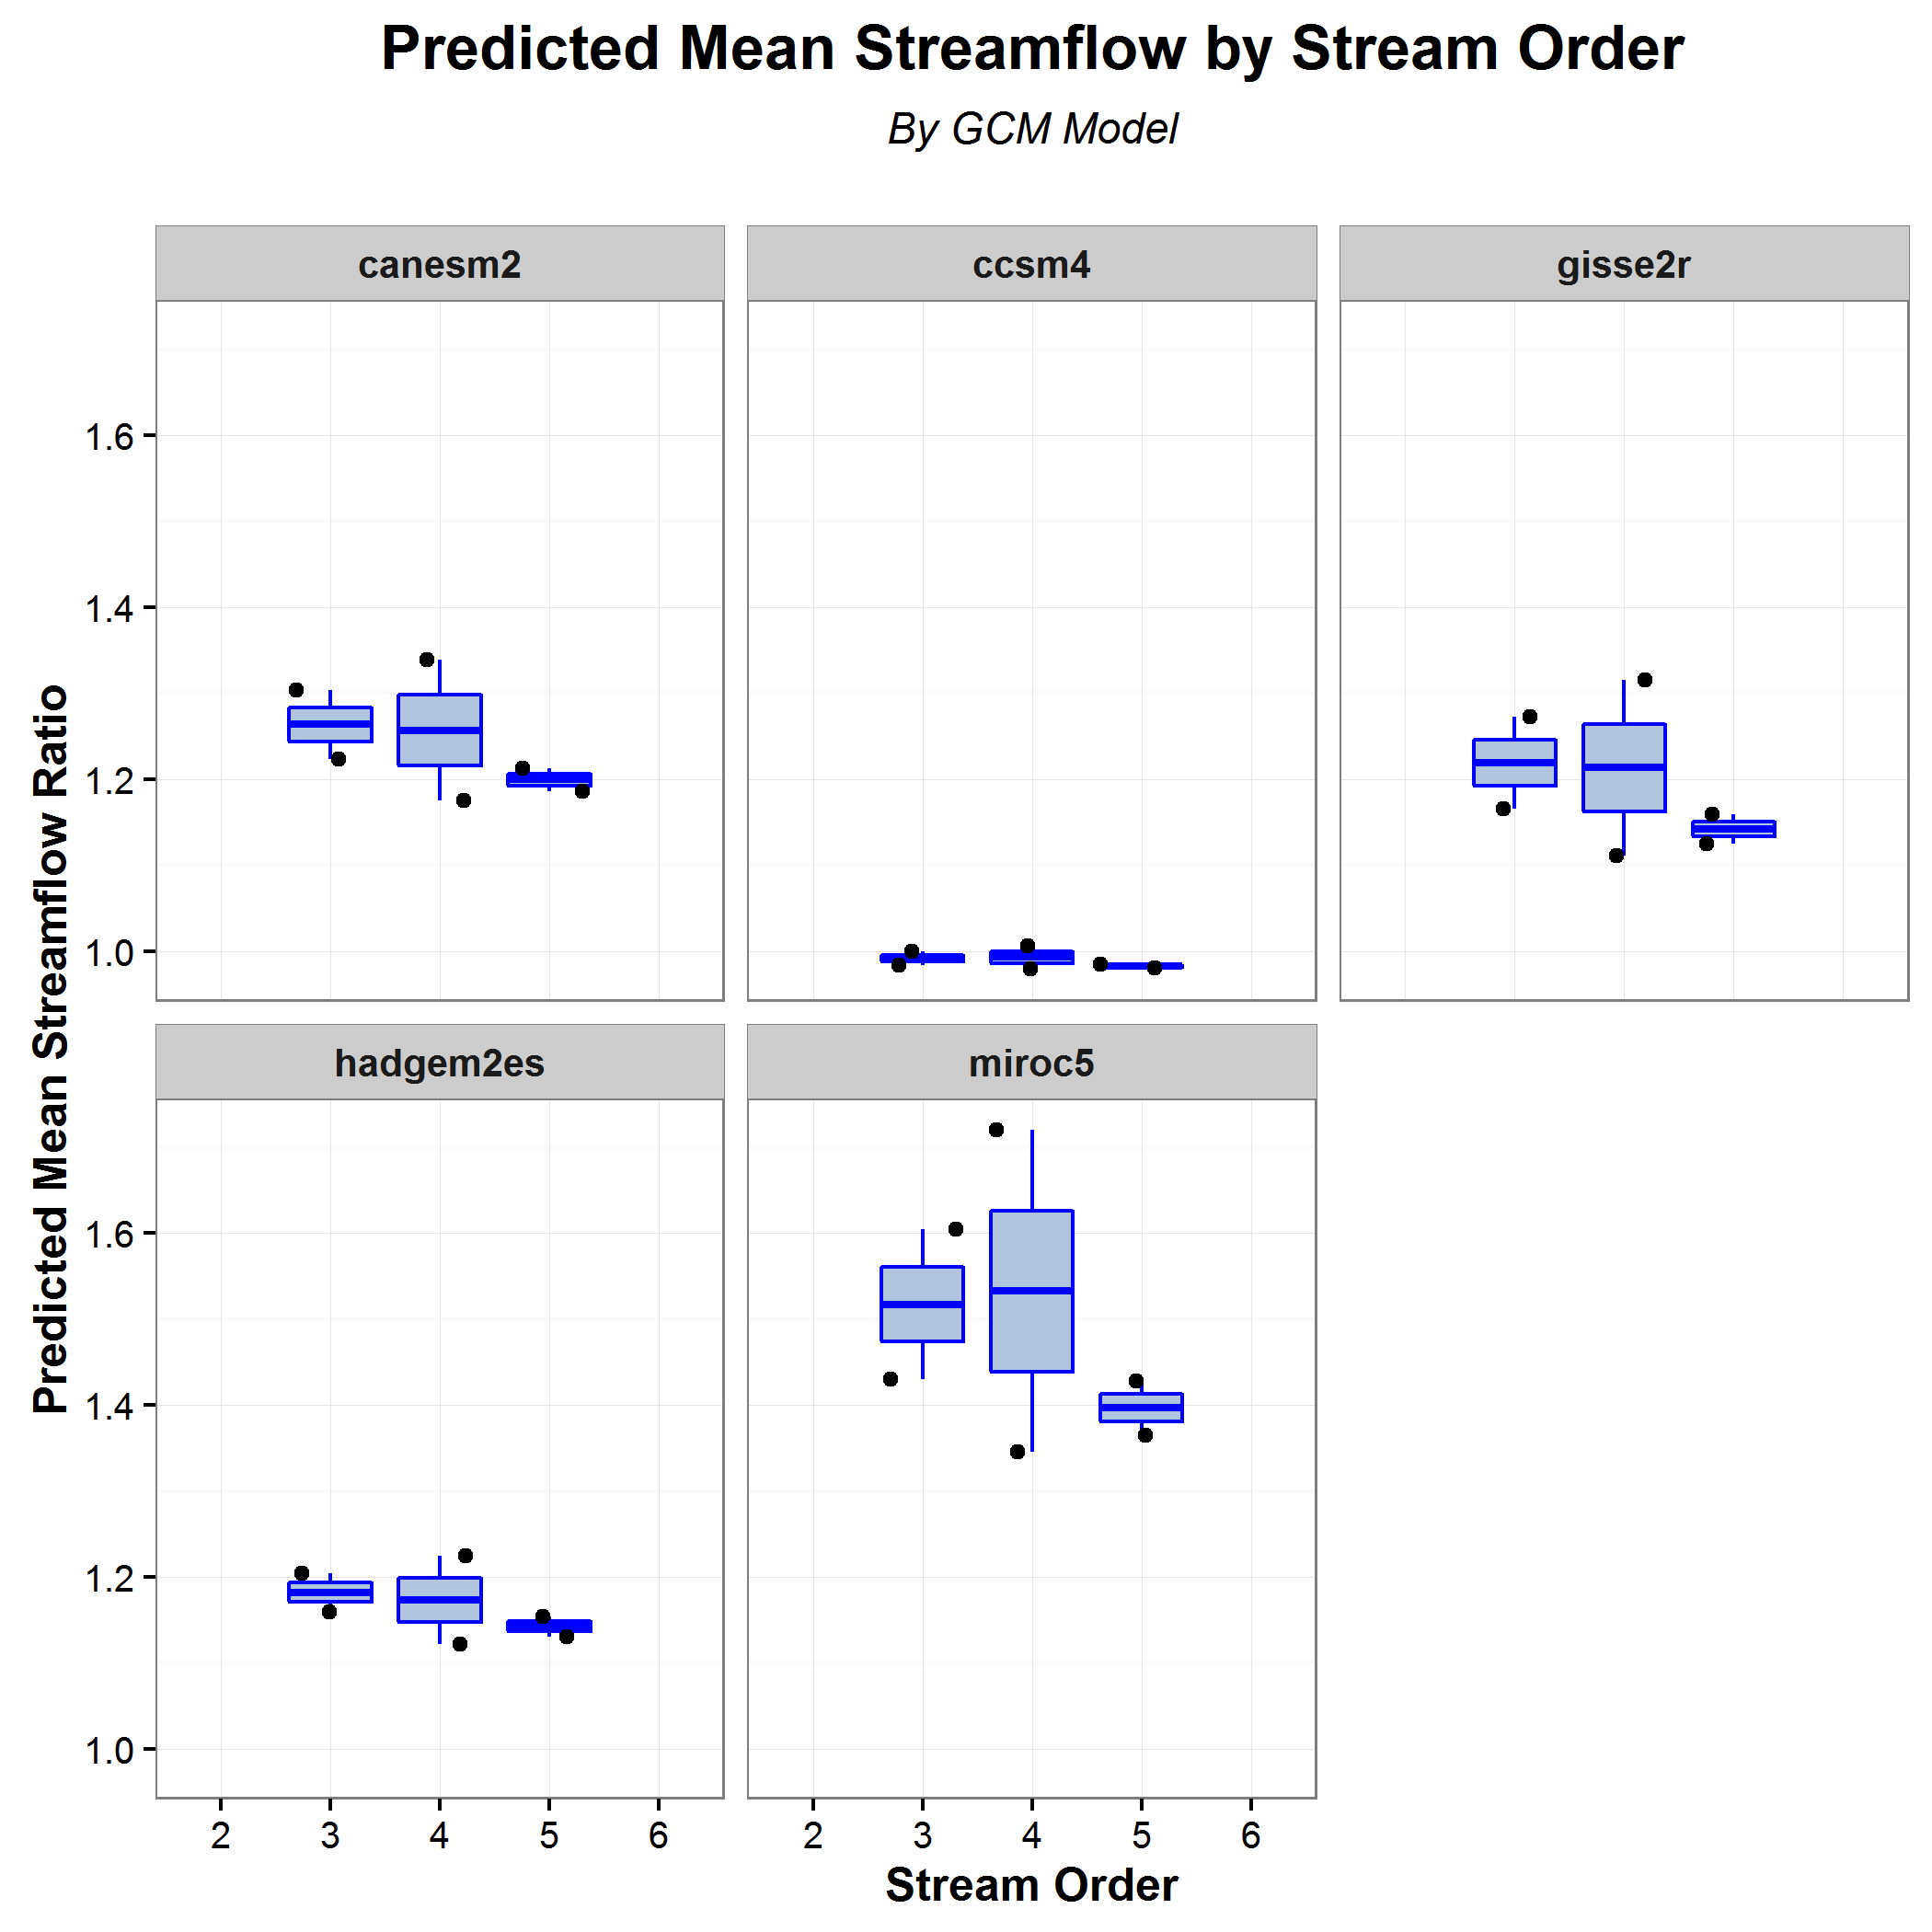 Predicted Mean Streamflow by Stream Order
By GCM Model
canesm2
ccsm4
gisse2r
1.6
1.4
1.2
1.0
hadgem2es
miroc5
1.6
1.4
1.2
1.0
Predicted Mean Streamflow Ratio
2 3 4 5 6
2 3 4 5 6
Stream Order